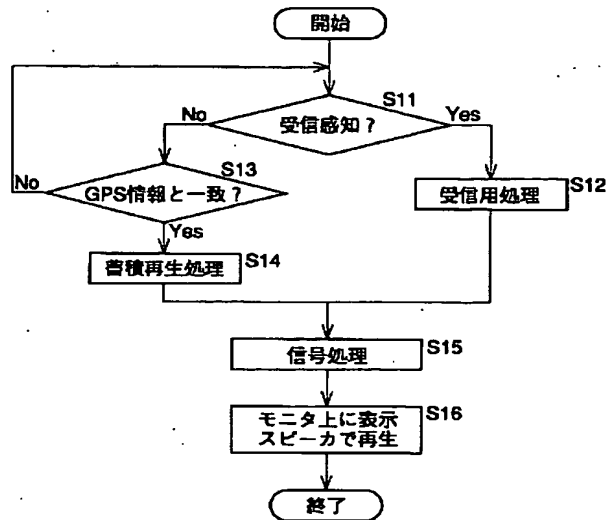 開始
S11
No
受信感知？
Yes
S13
No
GPS情報と一致？
S12
受信用処理
Yes
蓄積再生処理
S14
信号処理
S15
モニタ上に表示
スピーカで再生
S16
終了